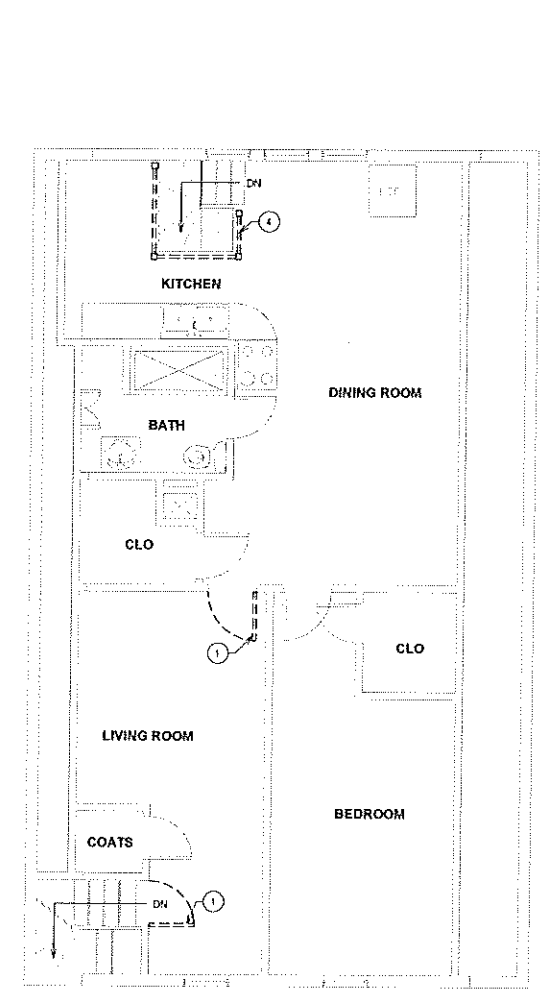 DN
4
KITCHEN
DINING ROOM
BATH
CLO
1
CLO
LIVING ROOM
BEDROOM
COATS
DN
1